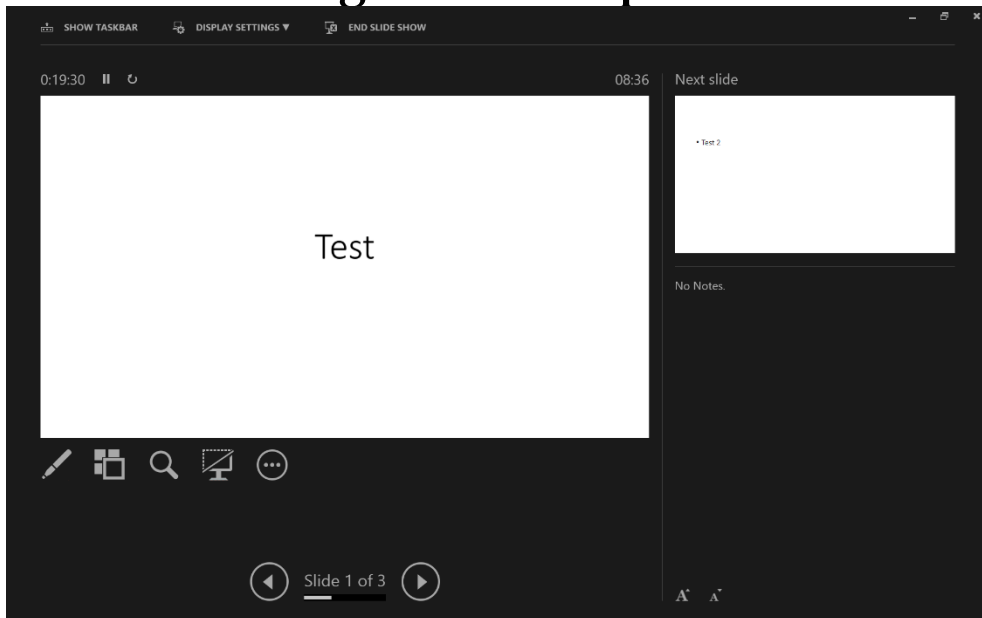 SHOW TASKBAR DISPLAY SETTINGS ▼ END SLIDE SHOW
0:19:30 08:36 Next slide
• Test 2
Test
No Notes.
Slide 1 of 3
A A